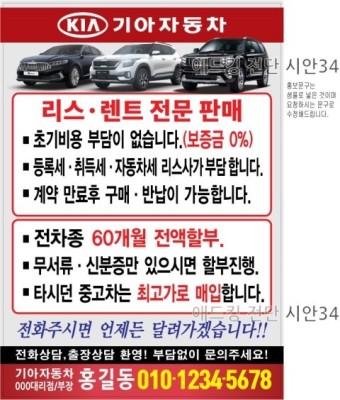 KIA 기아자동차
애드킹 전단 시안34
홍보문구는
샘플로 넣은 것이며
요청하시는 문구로
수정해드립니다.
리스·렌트 전문 판매
▪ 초기비용 부담이 없습니다.(보증금 0%)
▪ 등록세·취득세·자동차세 리스사가 부담 합니다.
▪ 계약 만료후 구매·반납이 가능합니다.
▪ 전차종 60개월 전액할부.
▪ 무서류·신분증만 있으시면 할부진행.
▪ 타시던 중고차는 최고가로 매입합니다.
애드킹 전단 시안34
전화주시면 언제든 달려가겠습니다!!
전화상담,출장상담 환영! 부담없이 문의주세요!
기아자동차
000대리점/부장
홍길동 010-1234-5678